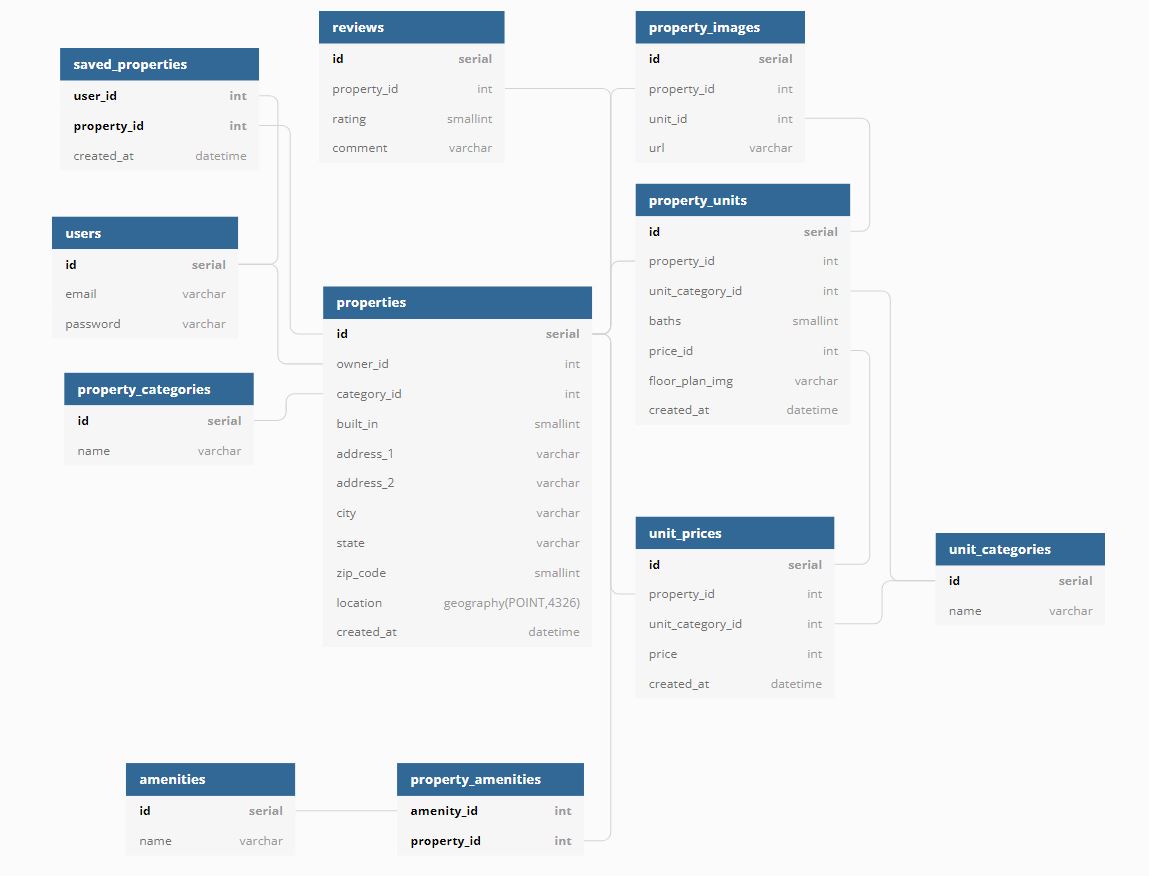 saved_properties
user_id int
property_id int
created_at datetime
reviews
id serial
property_id int
rating smallint
comment varchar
property_images
id serial
property_id int
unit_id int
url varchar
users
id serial
email varchar
password varchar
property_units
id serial
property_id int
unit_category_id int
baths smallint
price_id int
floor_plan_img varchar
created_at datetime
properties
id serial
owner_id int
category_id int
built_in smallint
address_1 varchar
address_2 varchar
city varchar
state varchar
zip_code smallint
location geography(POINT,4326)
created_at datetime
property_categories
id serial
name varchar
unit_prices
id serial
property_id int
unit_category_id int
price int
created_at datetime
unit_categories
id serial
name varchar
amenities
id serial
name varchar
property_amenities
amenity_id int
property_id int